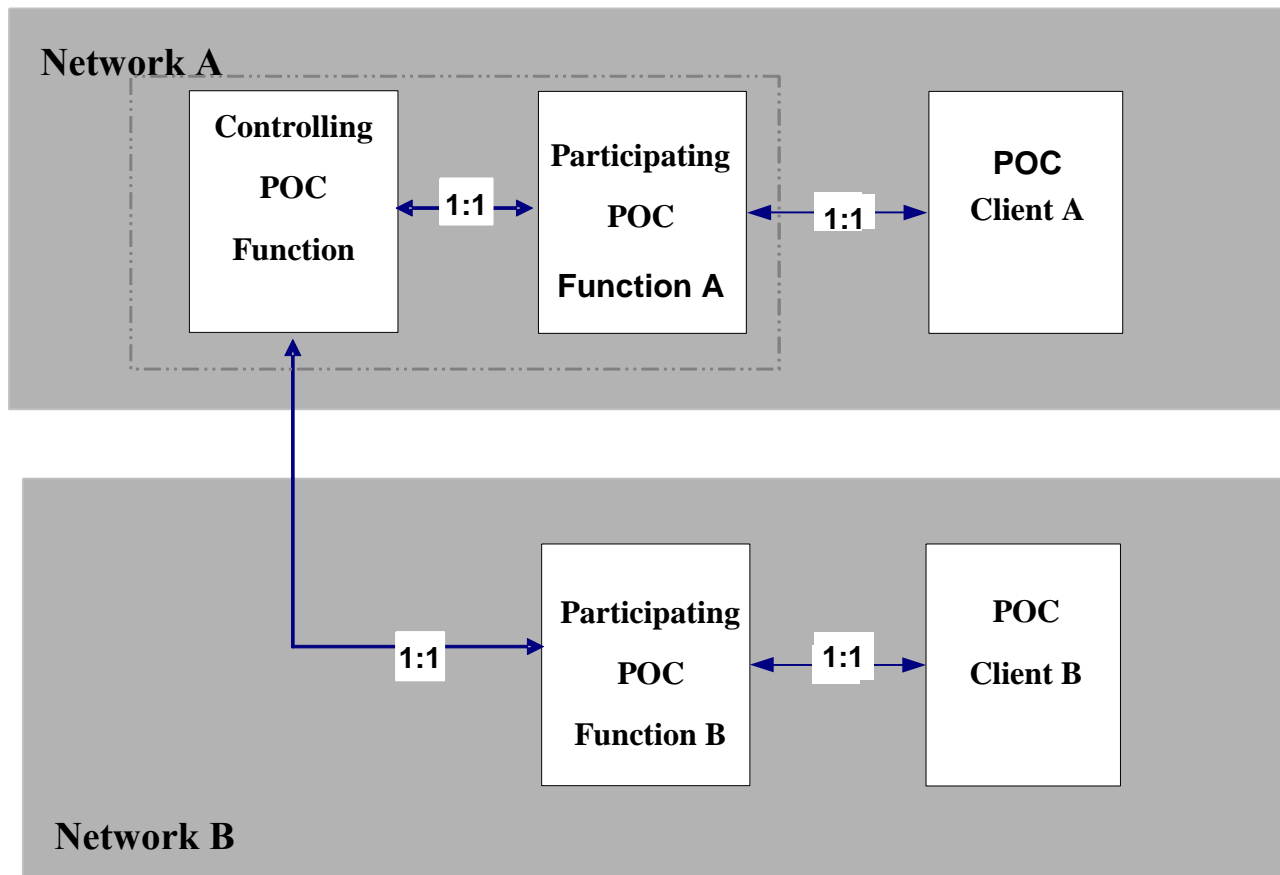 Network A
Controlling
POC
Function
1:1
Participating
POC
Function A
1:1
POC
Client A
1:1
Participating
POC
Function B
1:1
POC
Client B
Network B